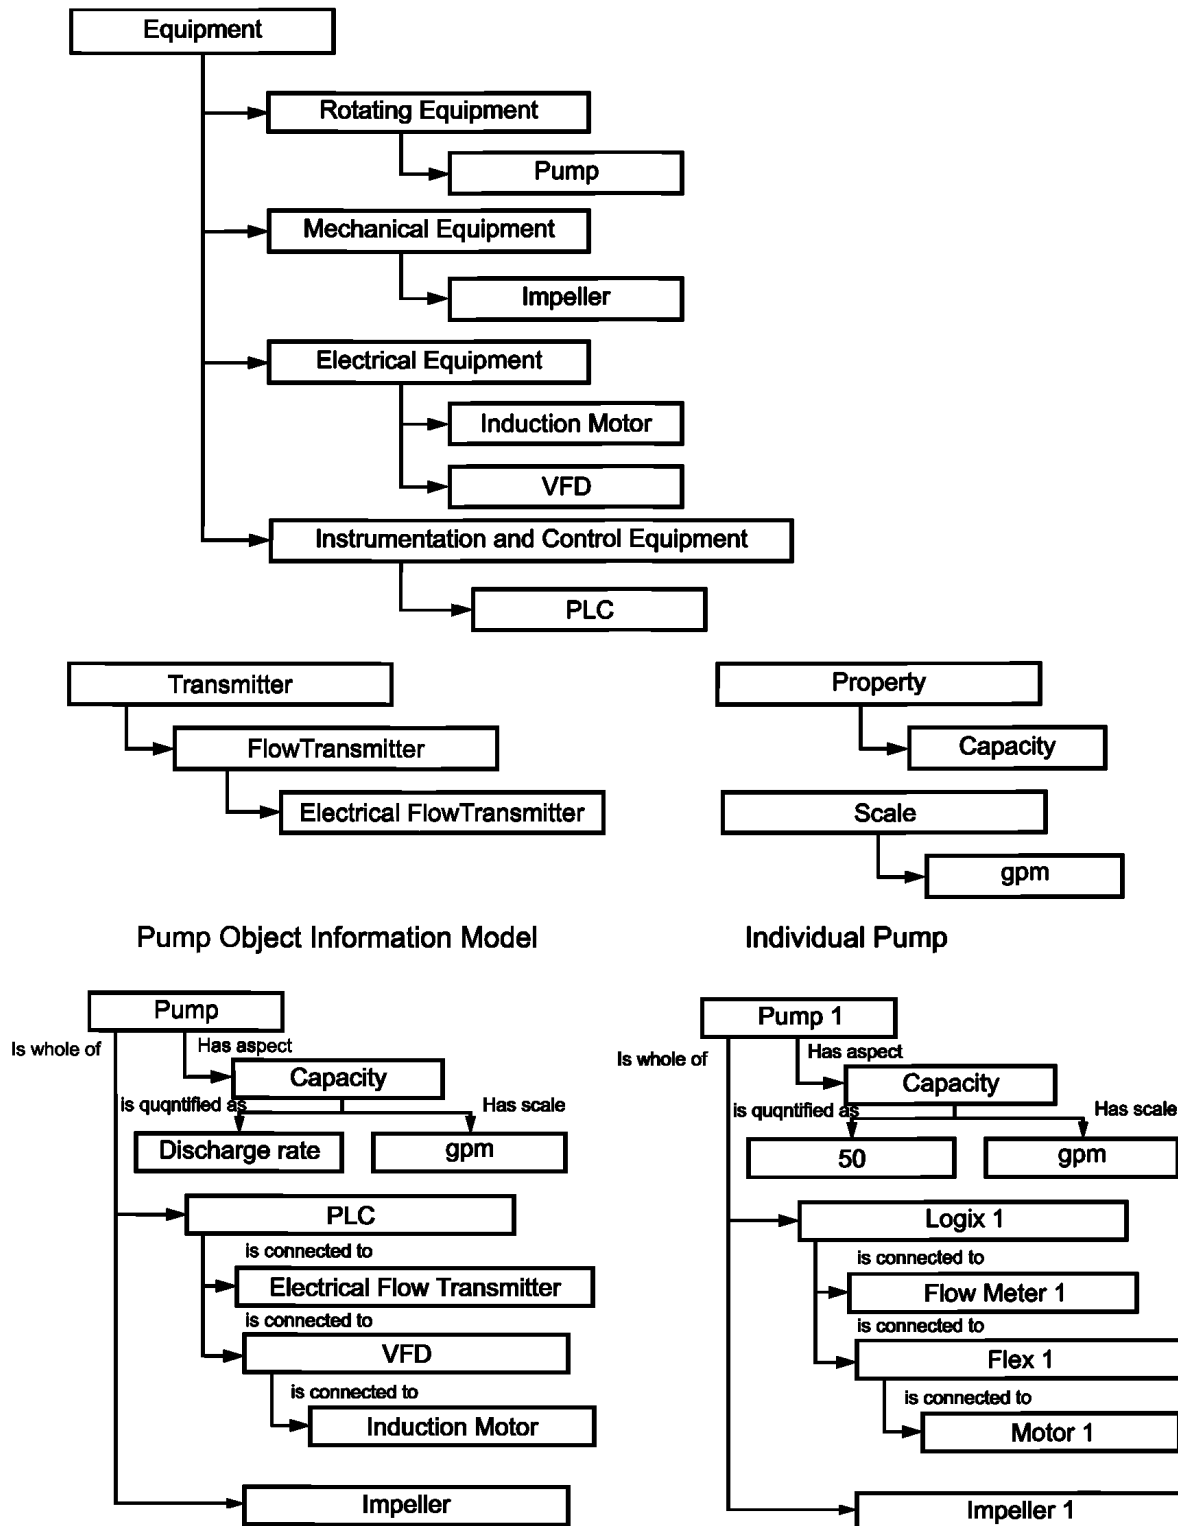 Equipment
Rotating Equipment
Pump
Mechanical Equipment
Impeller
Electrical Equipment
Induction Motor
VFD
Instrumentation and Control Equipment
PLC
Transmitter
FlowTransmitter
Electrical FlowTransmitter
Property
Capacity
Scale
gpm
Pump Object Information Model
Pump
Is whole of
Has aspect
Capacity
is quqntified as
Has scale
Discharge rate
gpm
PLC
is connected to
Electrical Flow Transmitter
is connected to
VFD
is connected to
Induction Motor
Impeller
Individual Pump
Pump 1
Is whole of
Has aspect
Capacity
is quqntified as
Has scale
50
gpm
Logix 1
is connected to
Flow Meter 1
is connected to
Flex 1
is connected to
Motor 1
Impeller 1